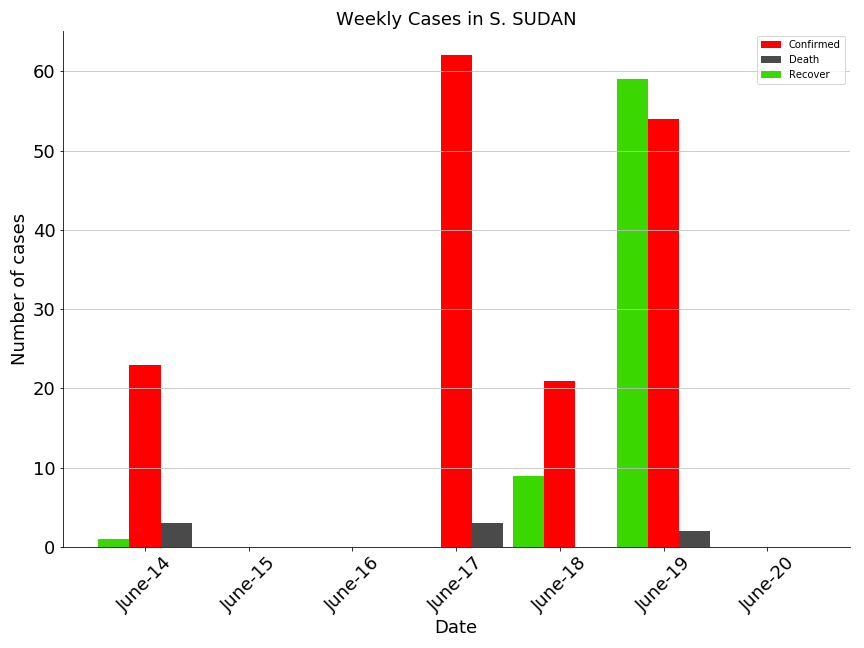 Weekly Cases in S. SUDAN
Confirmed
Death
Recover
Number of cases
60
50
40
30
20
10
0
June-14
June-15
June-16
June-17
June-18
June-19
June-20
Date